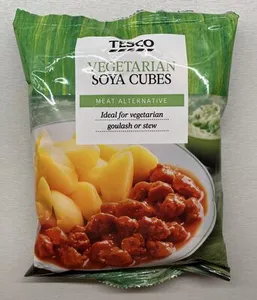 TESCO
VEGETARIAN
SOYA CUBES
MEAT ALTERNATIVE
Ideal for vegetarian
goulash or stew